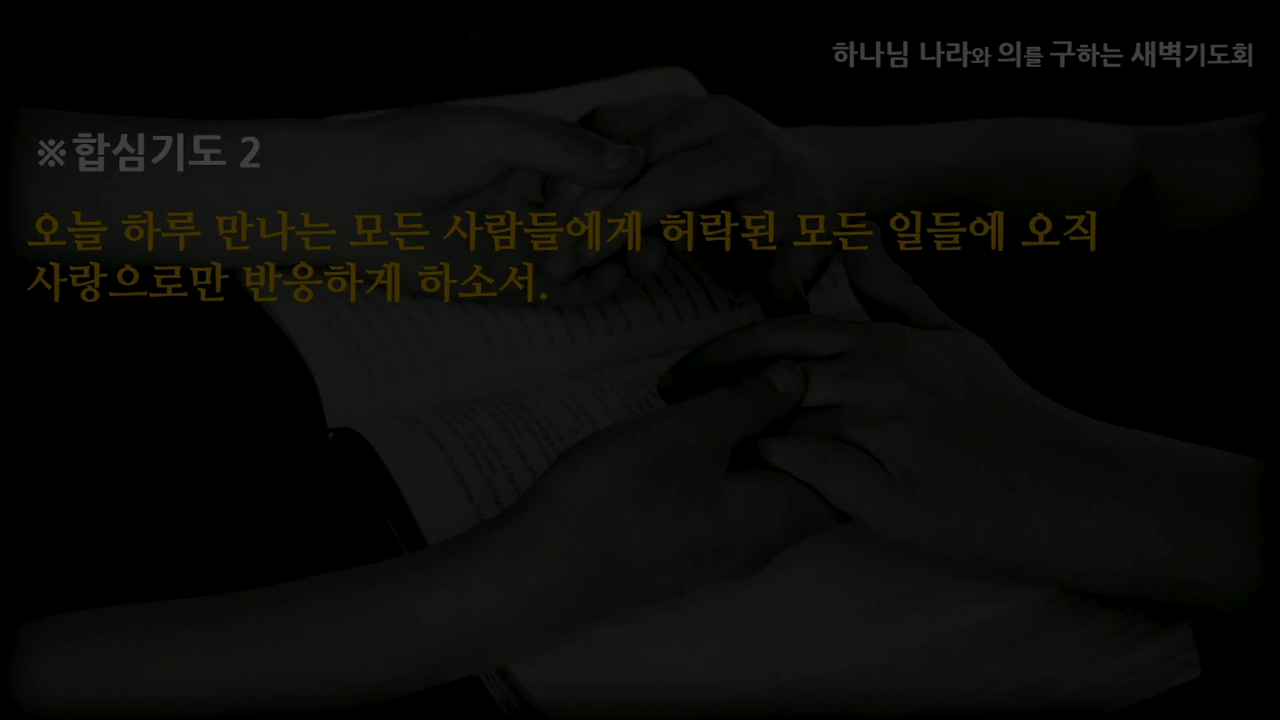 하나님 나라와 의를 구하는 새벽기도회
※합심기도 2
오늘 하루 만나는 모든 사람들에게 허락된 모든 일들에 오직
사랑으로만 반응하게 하소서.